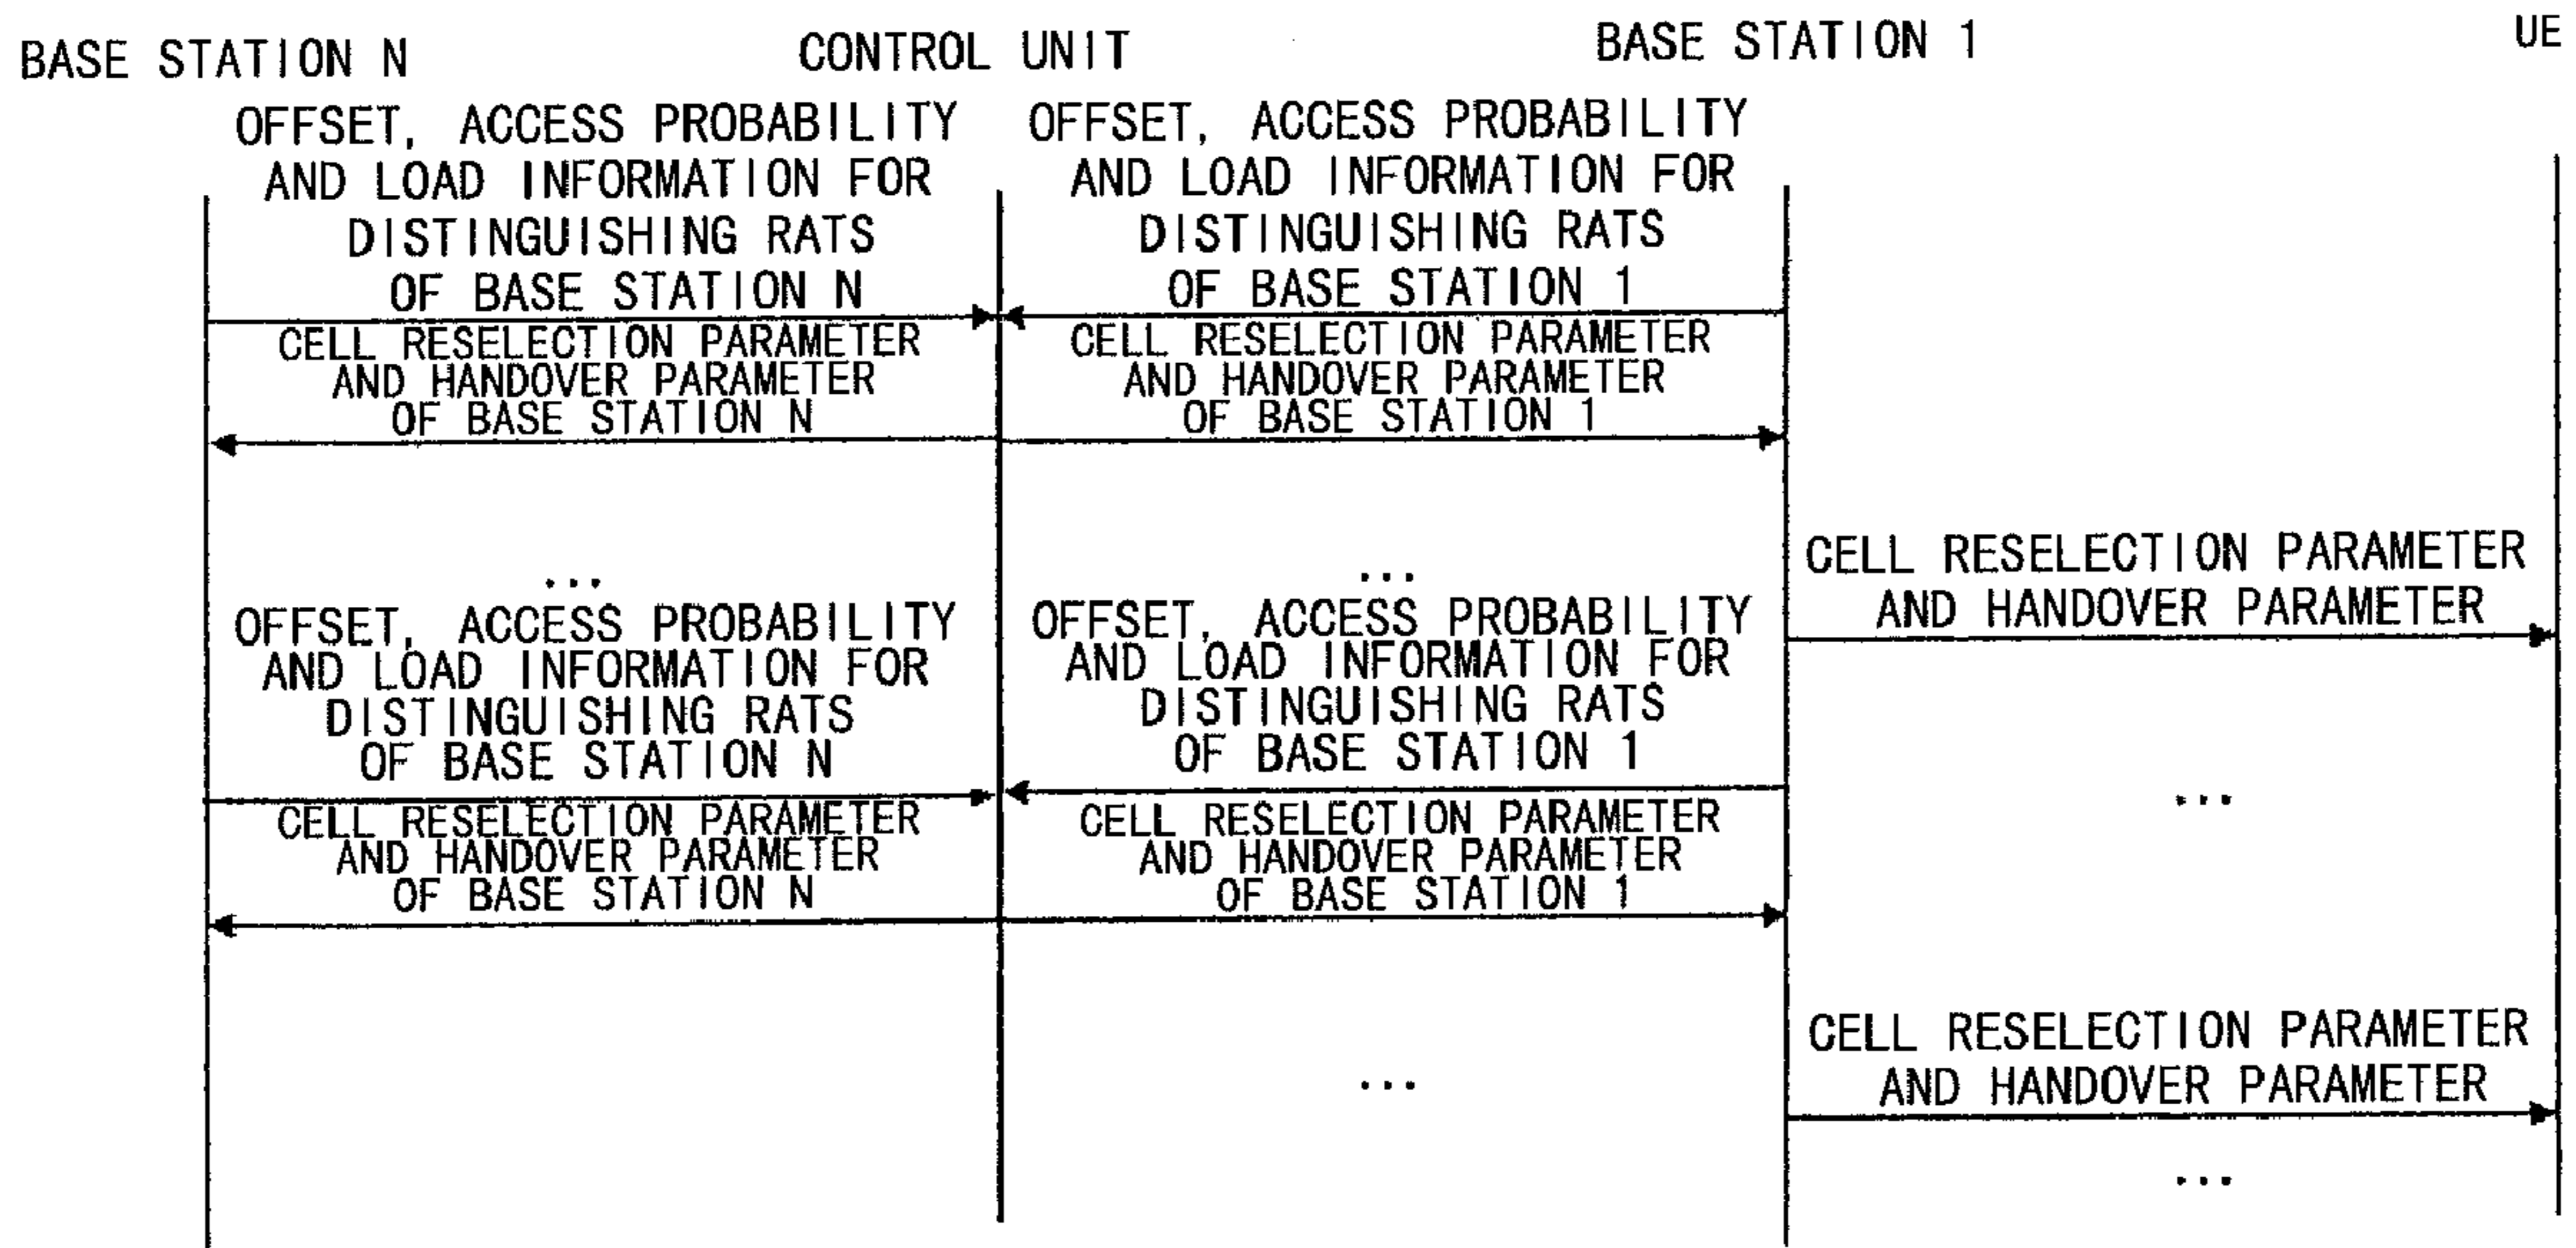 BASE STATION N
CONTROL UNIT
BASE STATION 1
UE
OFFSET, ACCESS PROBABILITY
AND LOAD INFORMATION FOR
DISTINGUISHING RATS
OF BASE STATION N
OFFSET, ACCESS PROBABILITY
AND LOAD INFORMATION FOR
DISTINGUISHING RATS
OF BASE STATION 1
CELL RESELECTION PARAMETER
AND HANDOVER PARAMETER
OF BASE STATION N
CELL RESELECTION PARAMETER
AND HANDOVER PARAMETER
OF BASE STATION 1
...
...
CELL RESELECTION PARAMETER
AND HANDOVER PARAMETER
OFFSET, ACCESS PROBABILITY
AND LOAD INFORMATION FOR
DISTINGUISHING RATS
OF BASE STATION N
OFFSET, ACCESS PROBABILITY
AND LOAD INFORMATION FOR
DISTINGUISHING RATS
OF BASE STATION 1
...
CELL RESELECTION PARAMETER
AND HANDOVER PARAMETER
OF BASE STATION N
CELL RESELECTION PARAMETER
AND HANDOVER PARAMETER
OF BASE STATION 1
...
CELL RESELECTION PARAMETER
AND HANDOVER PARAMETER
...